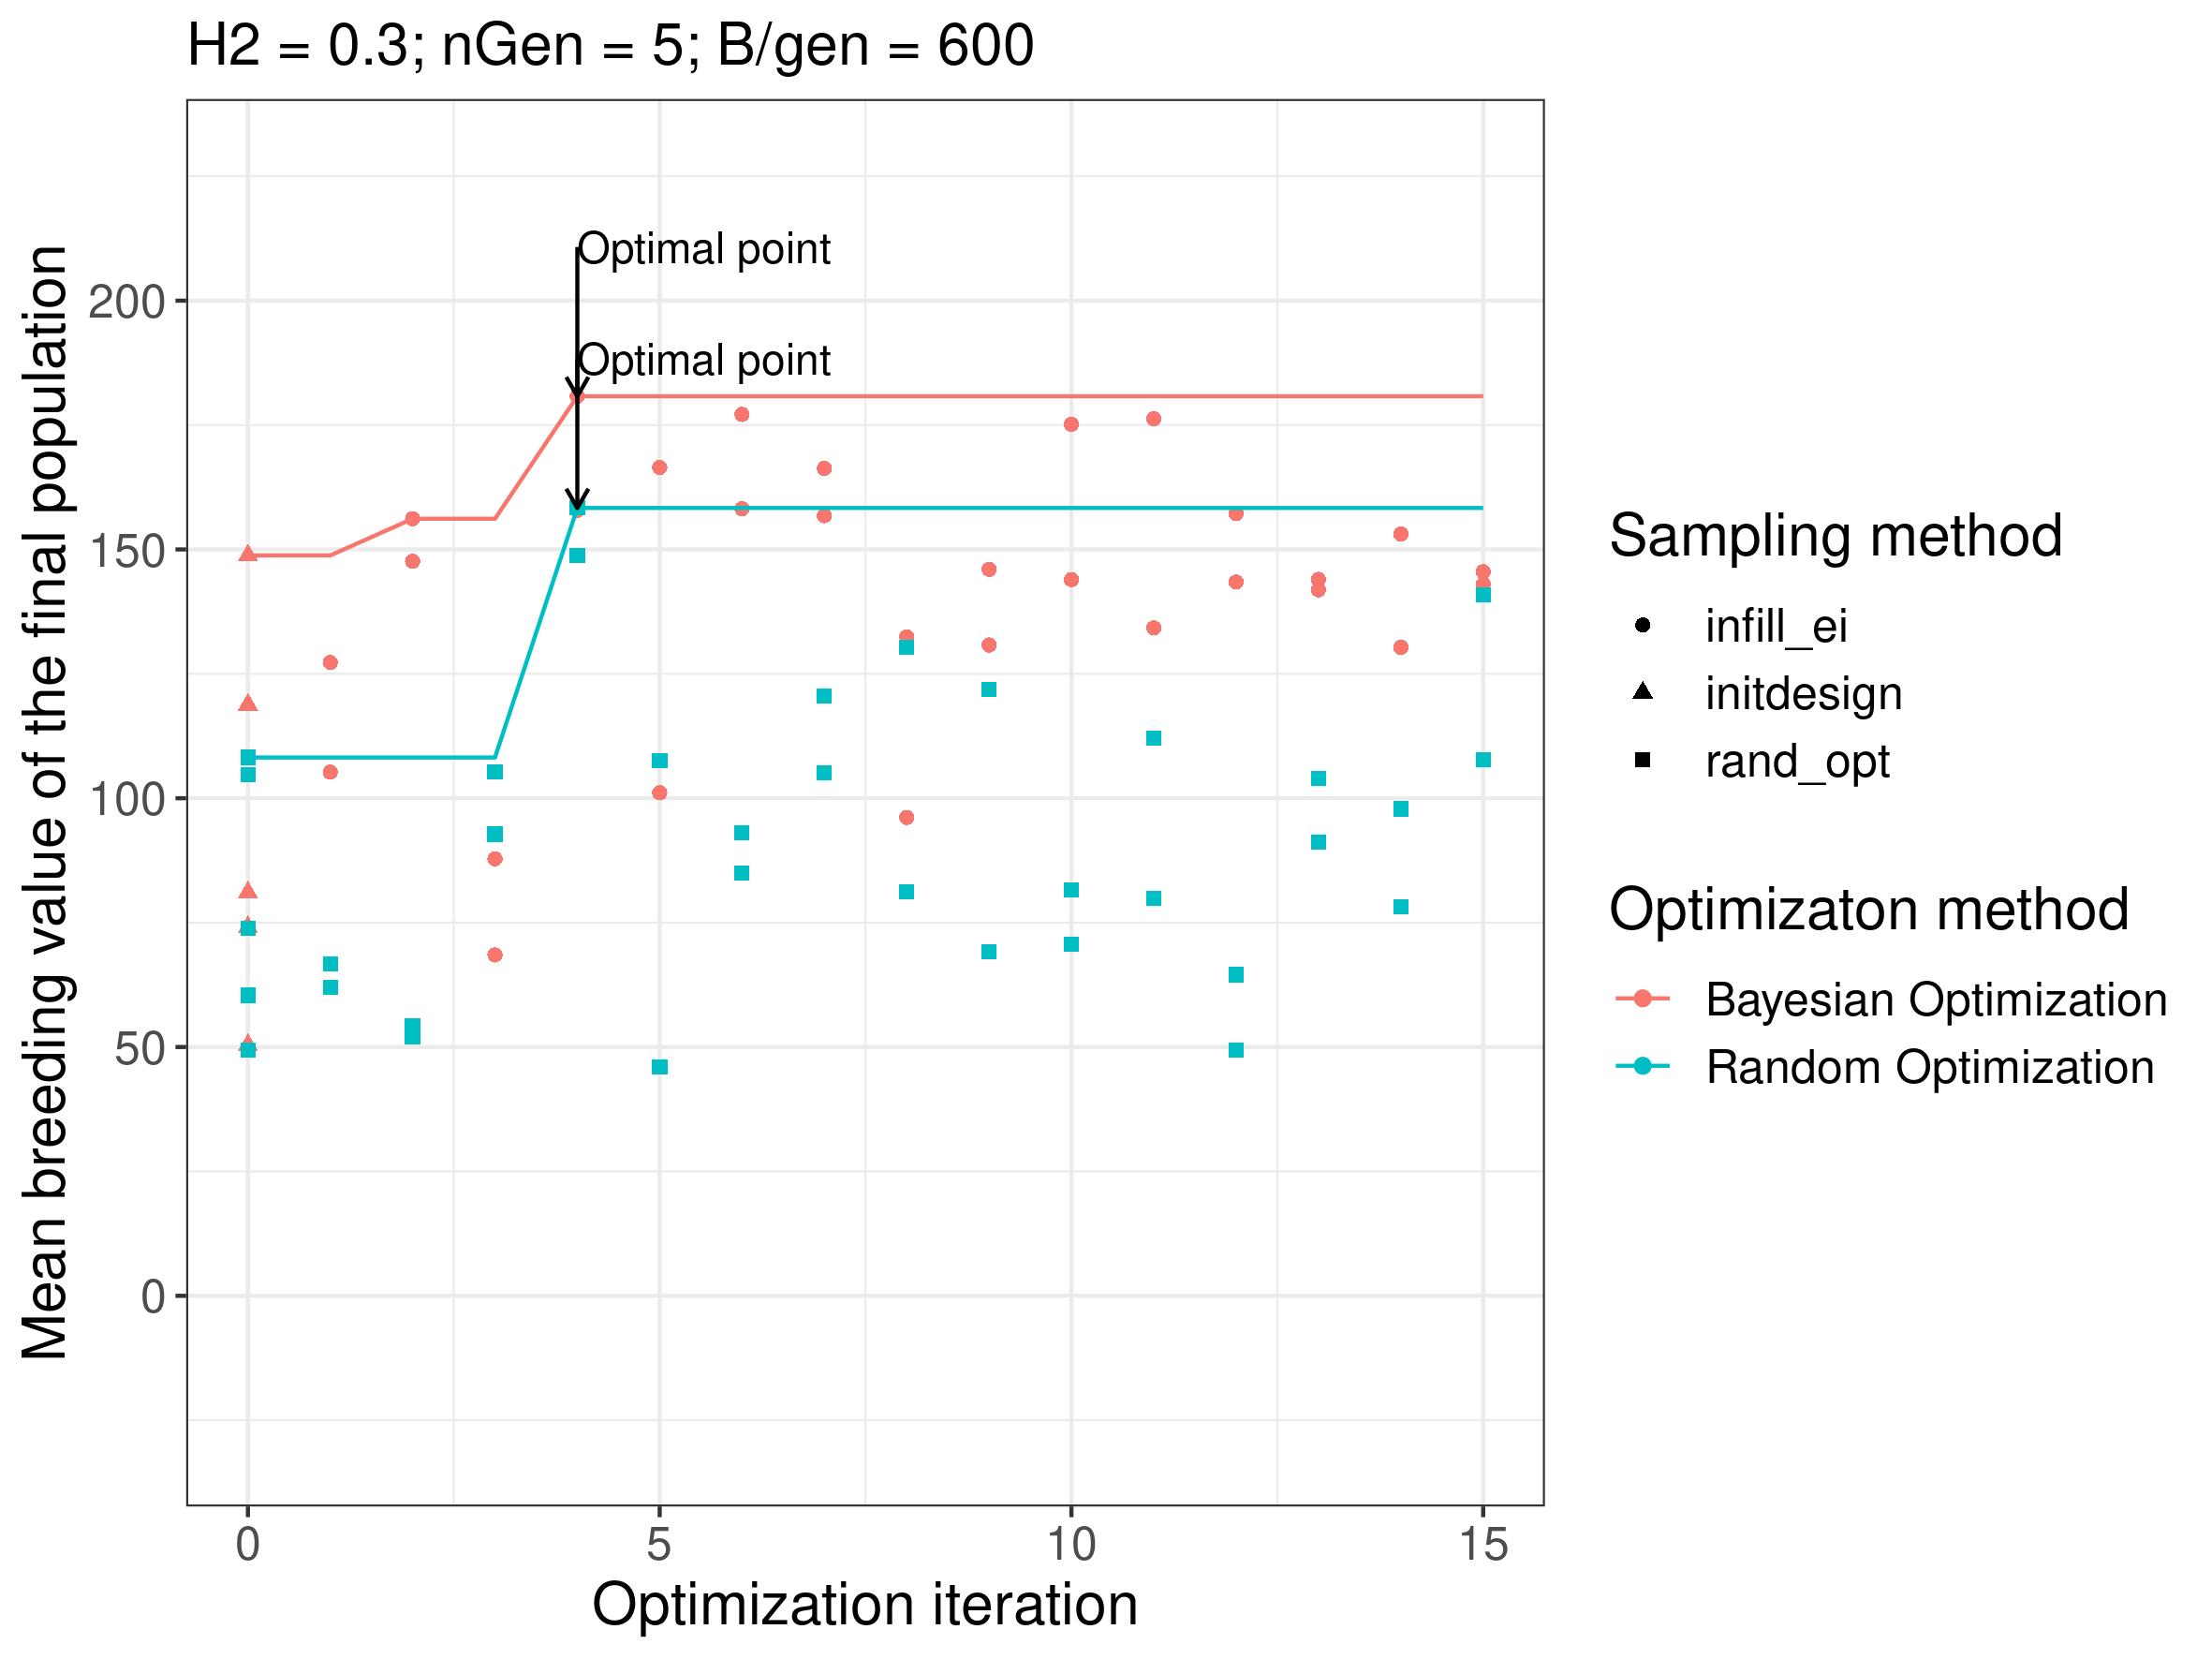 H2 = 0.3; nGen = 5; B/gen = 600
Mean breeding value of the final population
200
150
100
50
0
Optimal point
Optimal point
0
5
10
15
Optimization iteration
Sampling method
infill_ei
initdesign
rand_opt
Optimizaton method
Bayesian Optimization
Random Optimization